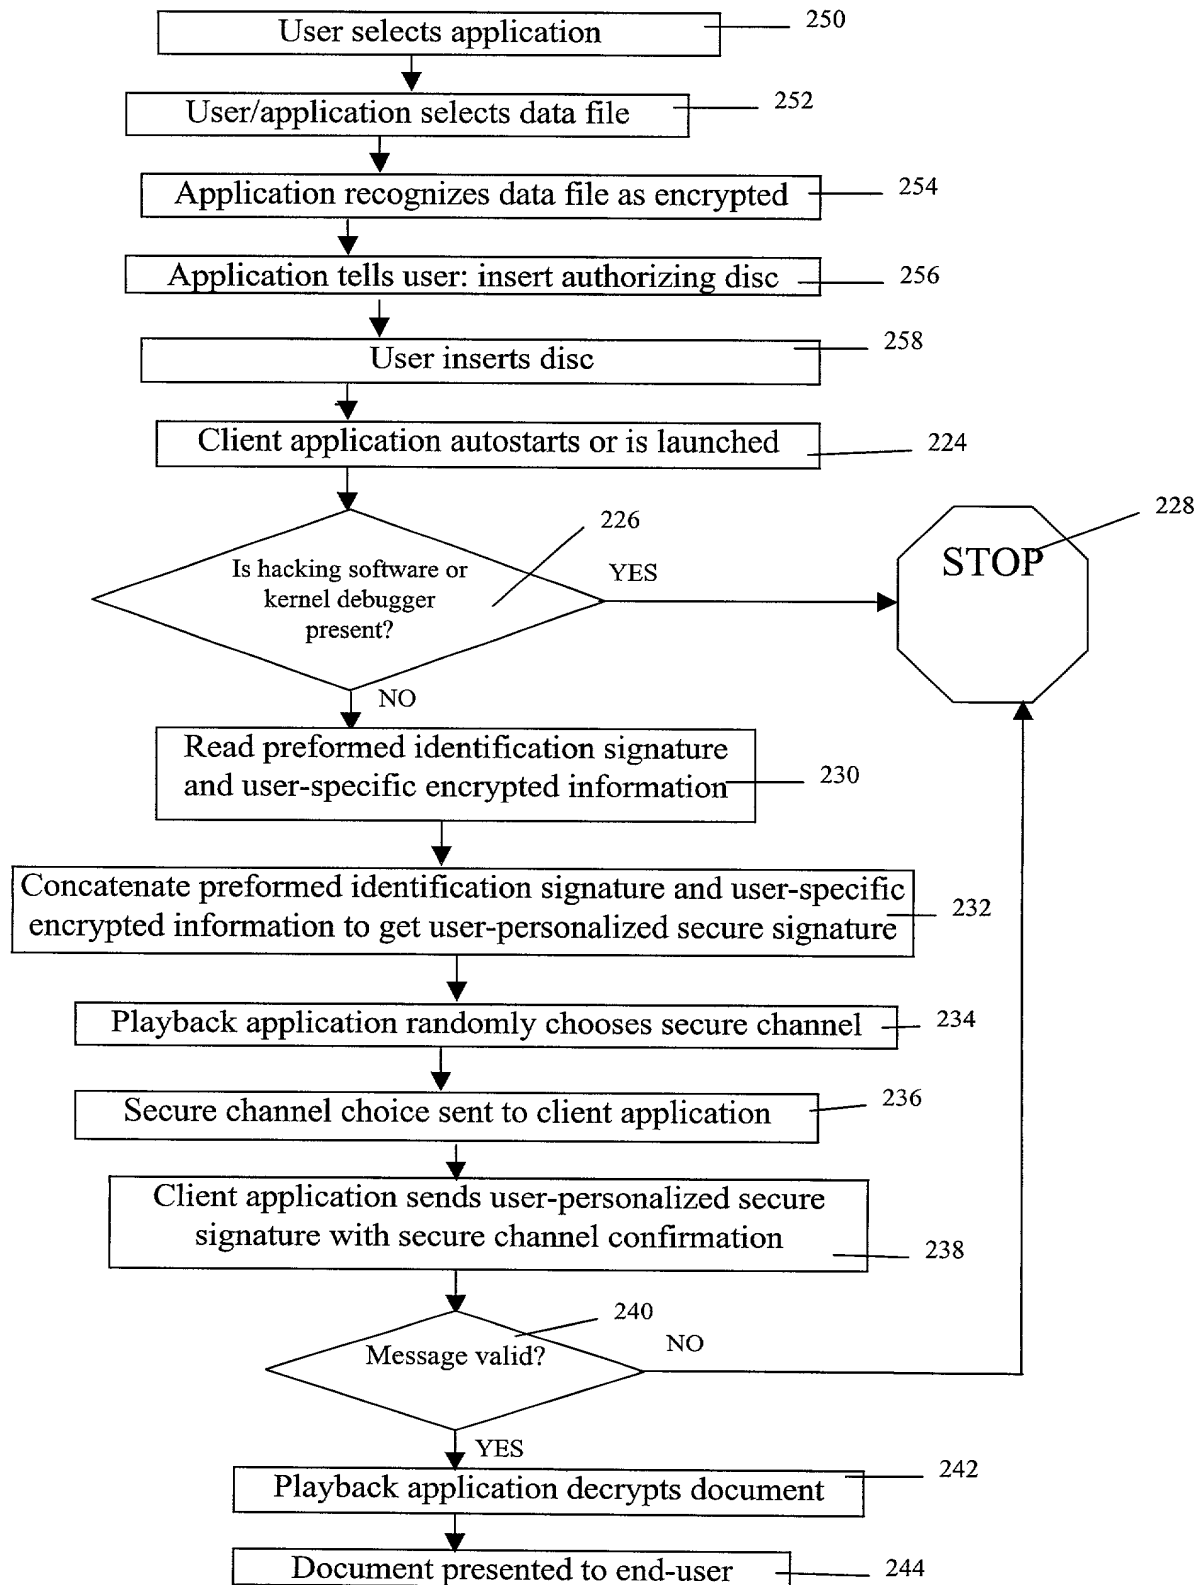 User selects application
250
User/application selects data file
252
Application recognizes data file as encrypted
254
Application tells user: insert authorizing disc
256
User inserts disc
258
Client application autostarts or is launched
224
Is hacking software or
kernel debugger
present?
226
YES
STOP
228
NO
Read preformed identification signature
and user-specific encrypted information
230
Concatenate preformed identification signature and user-specific
encrypted information to get user-personalized secure signature
232
Playback application randomly chooses secure channel
234
Secure channel choice sent to client application
236
Client application sends user-personalized secure
signature with secure channel confirmation
238
Message valid?
240
NO
YES
Playback application decrypts document
242
Document presented to end-user
244